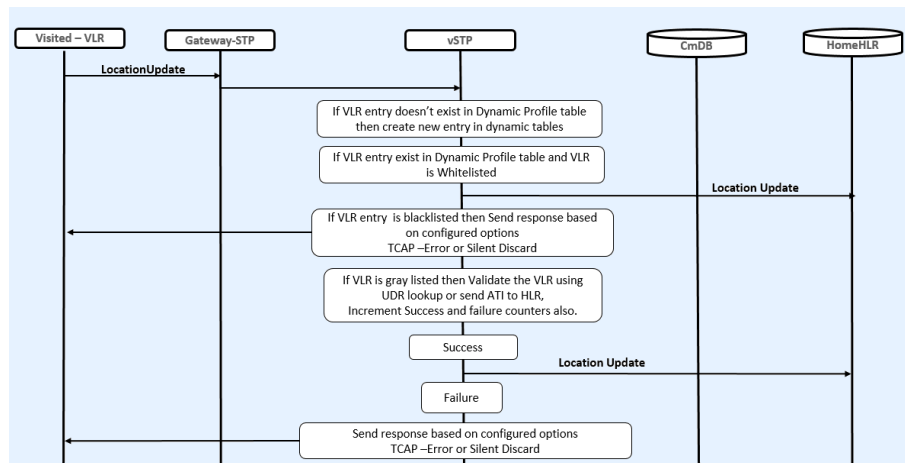 Visited – VLR
Gateway-STP
vSTP
CmDB
HomeHLR
LocationUpdate
If VLR entry doesn't exist in Dynamic Profile table
then create new entry in dynamic tables
If VLR entry exist in Dynamic Profile table and VLR
is Whitelisted
Location Update
If VLR entry is blacklisted then Send response based
on configured options
TCAP –Error or Silent Discard
If VLR is gray listed then Validate the VLR using
UDR lookup or send ATI to HLR,
Increment Success and failure counters also.
Success
Location Update
Failure
Send response based on configured options
TCAP –Error or Silent Discard